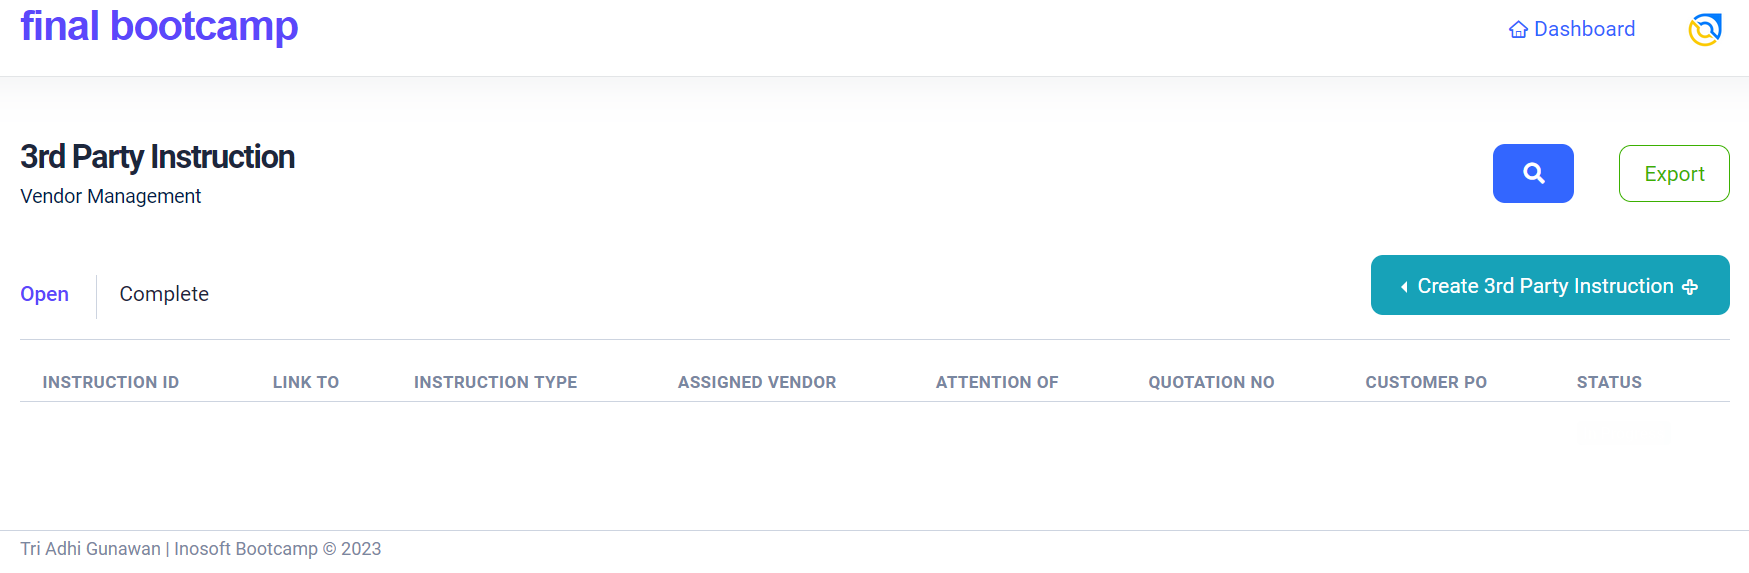 final bootcamp
Dashboard
3rd Party Instruction
Vendor Management
Export
Open
Complete
Create 3rd Party Instruction
INSTRUCTION ID LINK TO INSTRUCTION TYPE ASSIGNED VENDOR ATTENTION OF QUOTATION NO CUSTOMER PO STATUS
Tri Adhi Gunawan | Inosoft Bootcamp © 2023